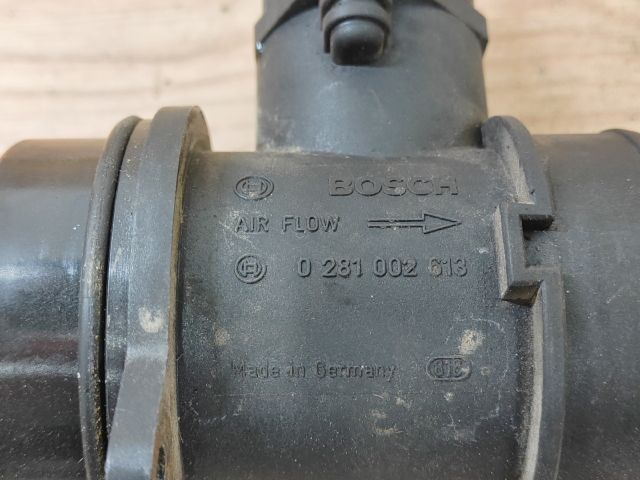 BOSCH
AIR FLOW
0 281 002 613
Made in Germany